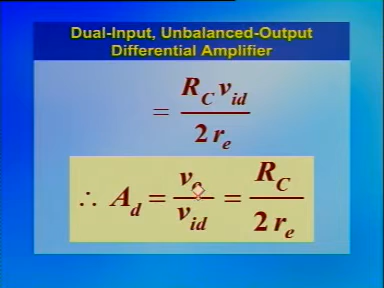 Dual-Input, Unbalanced-Output
Differential Amplifier
= R_C v_id / 2 r_e
∴ A_d = v_o / v_id = R_C / 2 r_e